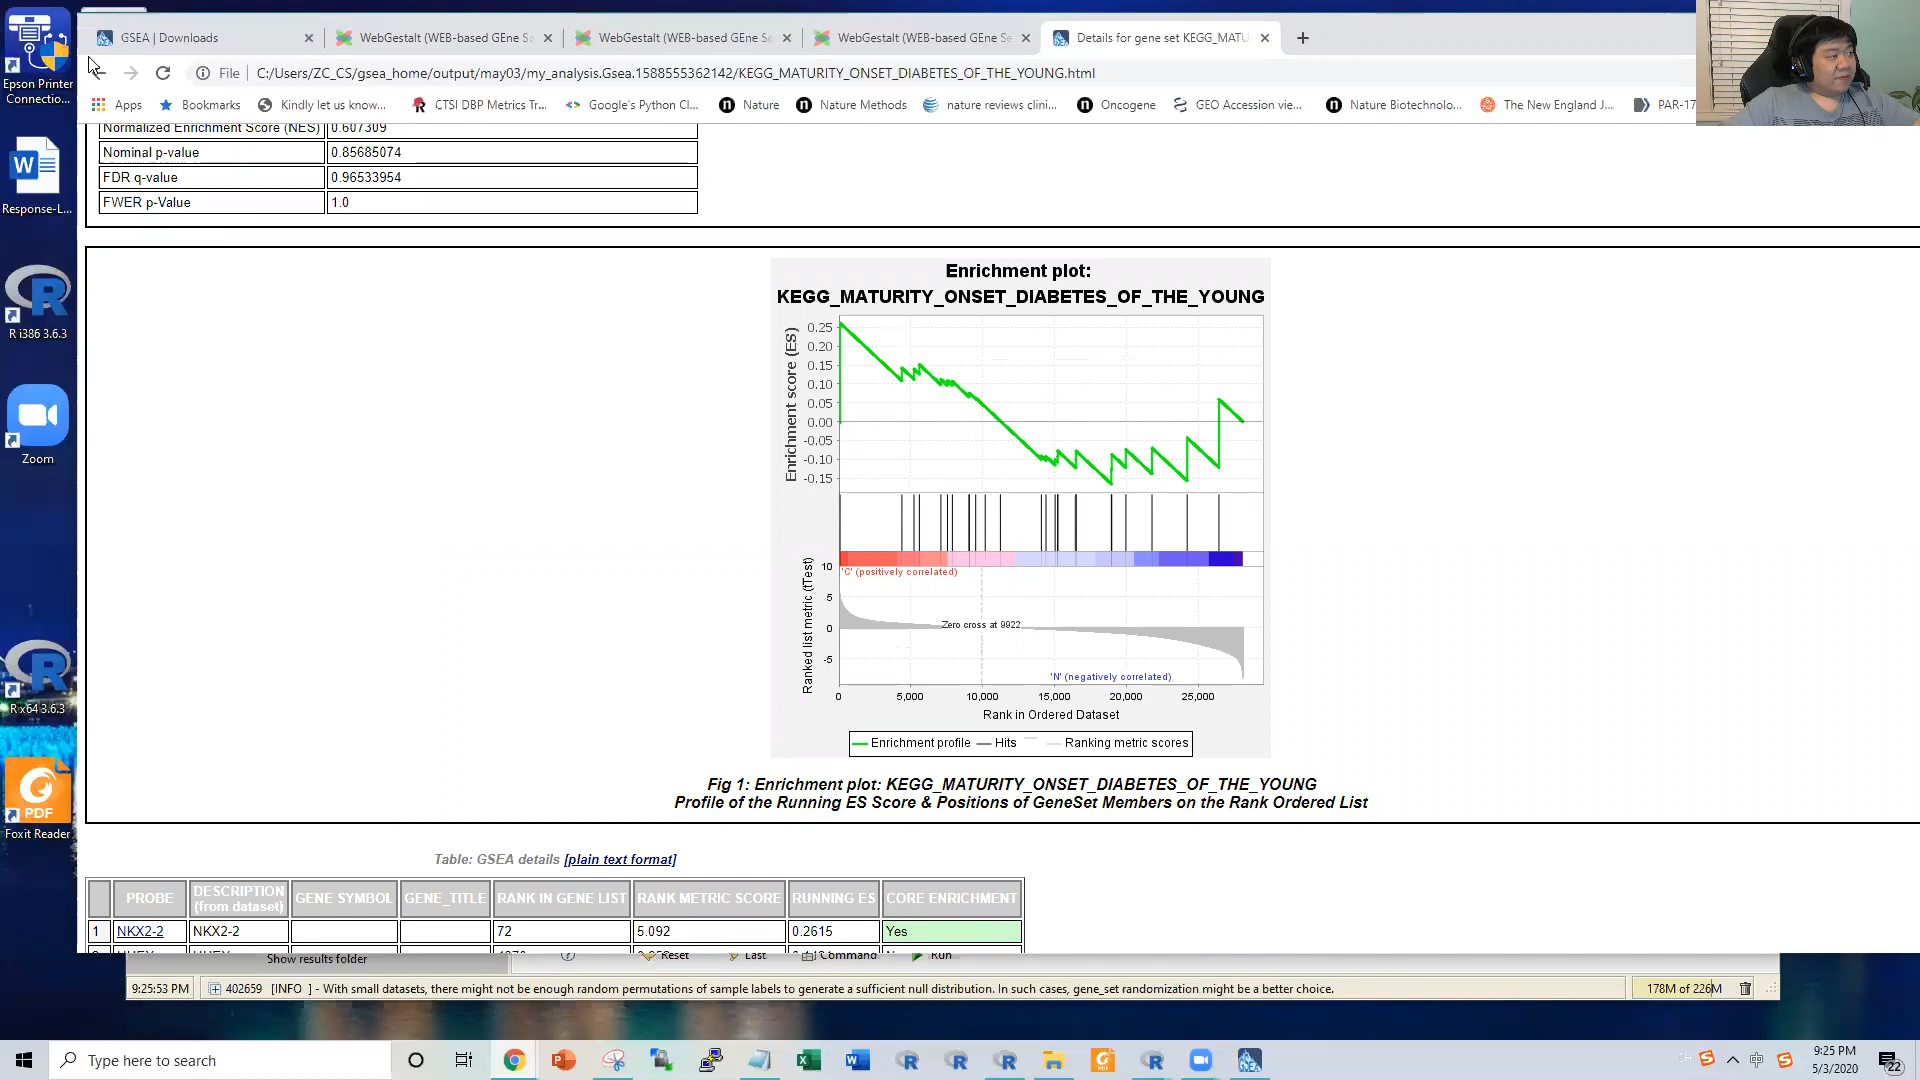 GSEA | Downloads
WebGestalt (WEB-based GEne Se
WebGestalt (WEB-based GEne Se
WebGestalt (WEB-based GEne Se
Details for gene set KEGG_MATU
File
C:/Users/ZC_CS/gsea_home/output/may03/my_analysis.Gsea.1588555362142/KEGG_MATURITY_ONSET_DIABETES_OF_THE_YOUNG.html
Apps
Bookmarks
Kindly let us know...
CTSI DBP Metrics Tr...
Google's Python Cl...
Nature
Nature Methods
nature reviews clini...
Oncogene
GEO Accession vie...
Nature Biotechnolo...
The New England J...
PAR-17
Epson Printer
Connectio...
Response-L...
R i386 3.6.3
Zoom
R x64 3.6.3
PDF
Foxit Reader
Normalized Enrichment Score (NES) 0.607309
Nominal p-value 0.85685074
FDR q-value 0.96533954
FWER p-Value 1.0
Enrichment plot:
KEGG_MATURITY_ONSET_DIABETES_OF_THE_YOUNG
Enrichment score (ES)
0.25
0.20
0.15
0.10
0.05
0.00
-0.05
-0.10
-0.15
Ranked list metric (tTest)
10
5
0
-5
'C' (positively correlated)
Zero cross at 9922
'N' (negatively correlated)
0 5,000 10,000 15,000 20,000 25,000
Rank in Ordered Dataset
Enrichment profile Hits Ranking metric scores
Fig 1: Enrichment plot: KEGG_MATURITY_ONSET_DIABETES_OF_THE_YOUNG
Profile of the Running ES Score & Positions of GeneSet Members on the Rank Ordered List
Table: GSEA details [plain text format]
PROBE DESCRIPTION (from dataset) GENE SYMBOL GENE_TITLE RANK IN GENE LIST RANK METRIC SCORE RUNNING ES CORE ENRICHMENT
1 NKX2-2 NKX2-2 72 5.092 0.2615 Yes
Show results folder
Reset
Last
Command
Run
9:25:53 PM
402659 [INFO ] - With small datasets, there might not be enough random permutations of sample labels to generate a sufficient null distribution. In such cases, gene_set randomization might be a better choice.
178M of 226M
Type here to search
中
9:25 PM
5/3/2020
22